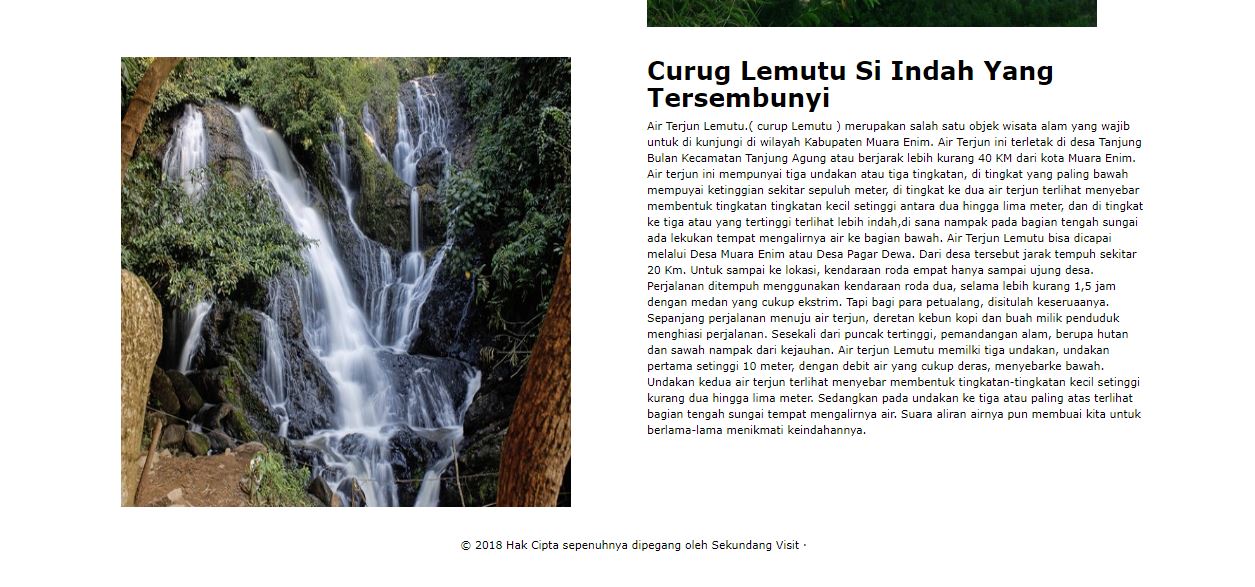 Curug Lemutu Si Indah Yang
Tersembunyi
Air Terjun Lemutu.( curup Lemutu ) merupakan salah satu objek wisata alam yang wajib
untuk di kunjungi di wilayah Kabupaten Muara Enim. Air Terjun ini terletak di desa Tanjung
Bulan Kecamatan Tanjung Agung atau berjarak lebih kurang 40 KM dari kota Muara Enim.
Air terjun ini mempunyai tiga undakan atau tiga tingkatan, di tingkat yang paling bawah
mempuyai ketinggian sekitar sepuluh meter, di tingkat ke dua air terjun terlihat menyebar
membentuk tingkatan tingkatan kecil setinggi antara dua hingga lima meter, dan di tingkat
ke tiga atau yang tertinggi terlihat lebih indah,di sana nampak pada bagian tengah sungai
ada lekukan tempat mengalirnya air ke bagian bawah. Air Terjun Lemutu bisa dicapai
melalui Desa Muara Enim atau Desa Pagar Dewa. Dari desa tersebut jarak tempuh sekitar
20 Km. Untuk sampai ke lokasi, kendaraan roda empat hanya sampai ujung desa.
Perjalanan ditempuh menggunakan kendaraan roda dua, selama lebih kurang 1,5 jam
dengan medan yang cukup ekstrim. Tapi bagi para petualang, disitulah keseruaanya.
Sepanjang perjalanan menuju air terjun, deretan kebun kopi dan buah milik penduduk
menghiasi perjalanan. Sesekali dari puncak tertinggi, pemandangan alam, berupa hutan
dan sawah nampak dari kejauhan. Air terjun Lemutu memilki tiga undakan, undakan
pertama setinggi 10 meter, dengan debit air yang cukup deras, menyebarke bawah.
Undakan kedua air terjun terlihat menyebar membentuk tingkatan-tingkatan kecil setinggi
kurang dua hingga lima meter. Sedangkan pada undakan ke tiga atau paling atas terlihat
bagian tengah sungai tempat mengalirnya air. Suara aliran airnya pun membuai kita untuk
berlama-lama menikmati keindahannya.
© 2018 Hak Cipta sepenuhnya dipegang oleh Sekundang Visit ·